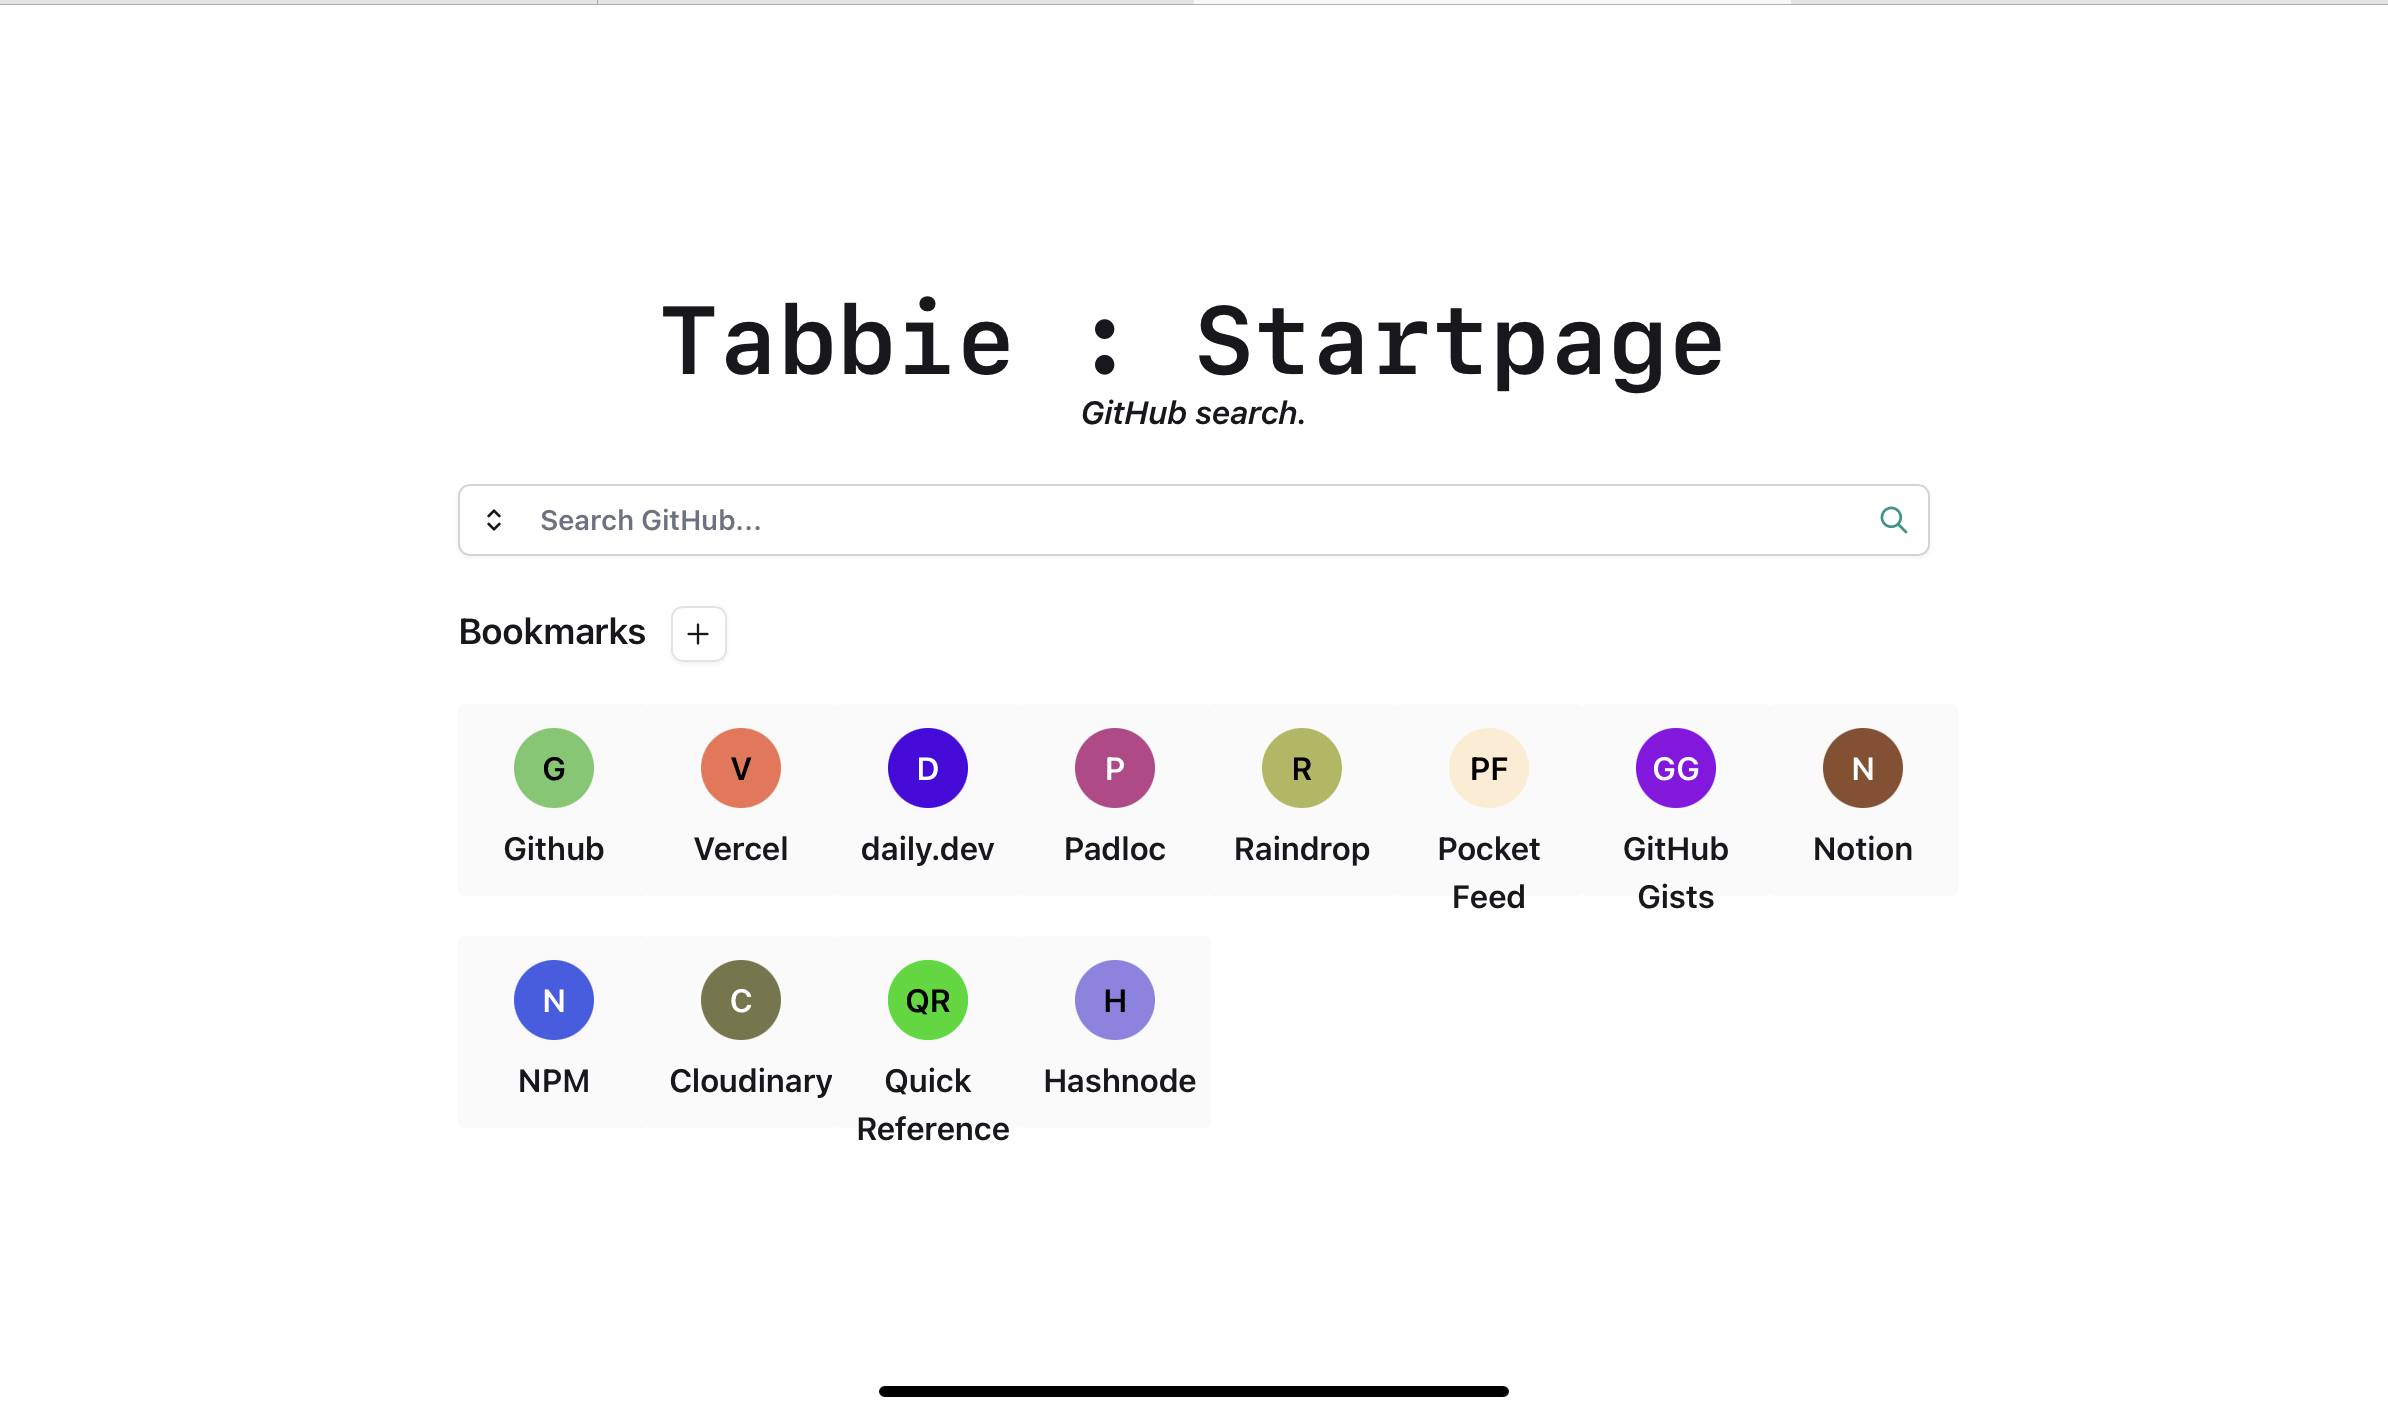 Tabbie : Startpage
GitHub search.
Search GitHub...
Bookmarks
G
V
D
P
R
PF
GG
N
Github
Vercel
daily.dev
Padloc
Raindrop
Pocket
Feed
GitHub
Gists
Notion
N
C
QR
H
NPM
Cloudinary
Quick
Reference
Hashnode